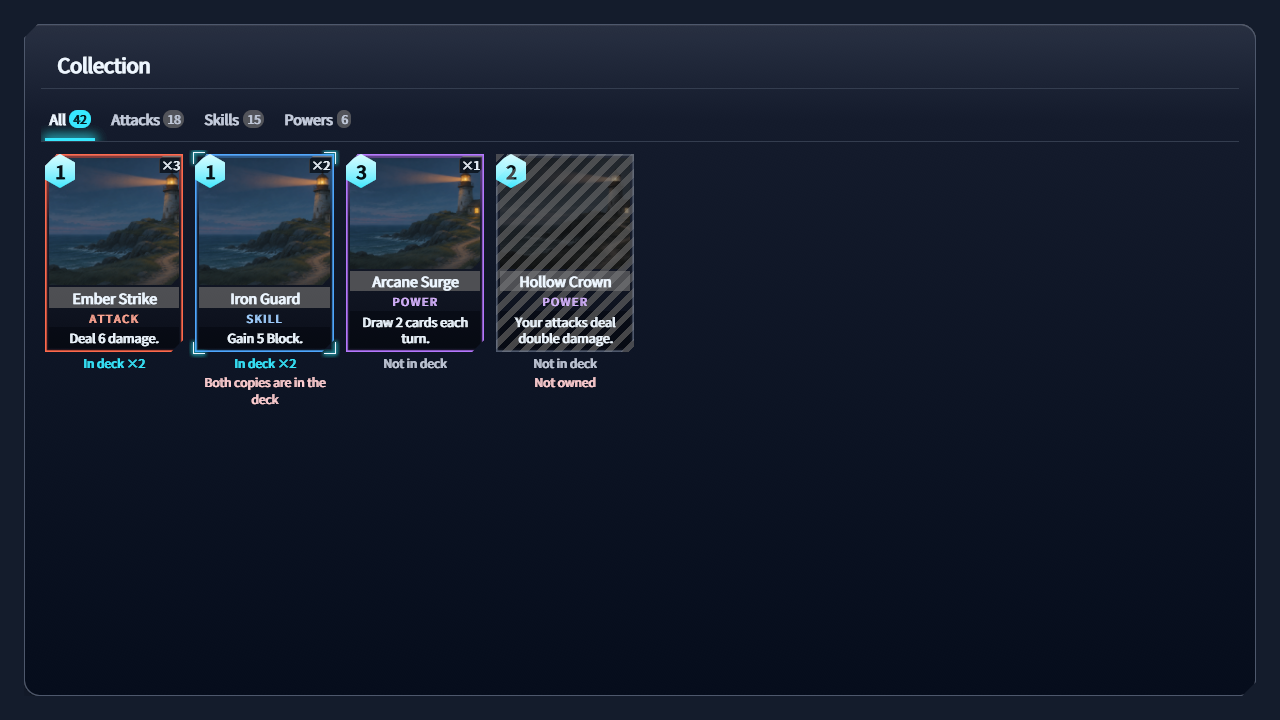 Collection
All 42 Attacks 18 Skills 15 Powers 6
1 ×3
Ember Strike
ATTACK
Deal 6 damage.
In deck ×2
1 ×2
Iron Guard
SKILL
Gain 5 Block.
In deck ×2
Both copies are in the
deck
3 ×1
Arcane Surge
POWER
Draw 2 cards each
turn.
Not in deck
2
Hollow Crown
POWER
Your attacks deal
double damage.
Not in deck
Not owned